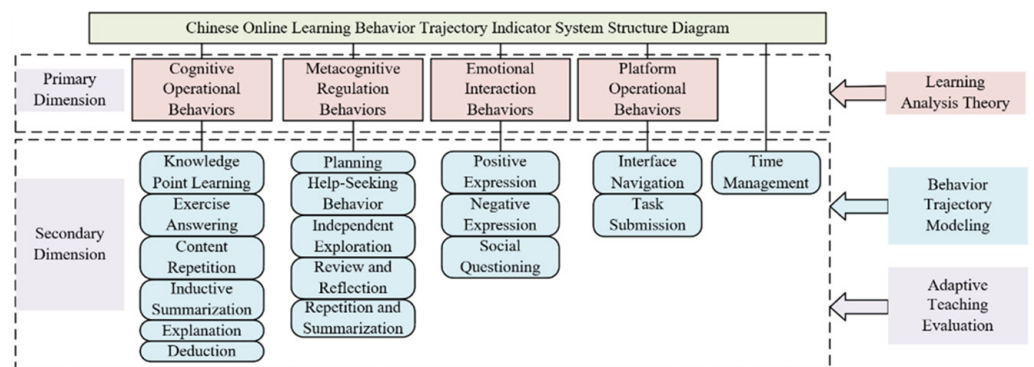 Chinese Online Learning Behavior Trajectory Indicator System Structure Diagram
Primary
Dimension
Cognitive
Operational
Behaviors
Metacognitive
Regulation
Behaviors
Emotional
Interaction
Behaviors
Platform
Operational
Behaviors
Learning
Analysis Theory
Secondary
Dimension
Knowledge
Point Learning
Exercise
Answering
Content
Repetition
Inductive
Summarization
Explanation
Deduction
Planning
Help-Seeking
Behavior
Independent
Exploration
Review and
Reflection
Repetition and
Summarization
Positive
Expression
Negative
Expression
Social
Questioning
Interface
Navigation
Task
Submission
Time
Management
Behavior
Trajectory
Modeling
Adaptive
Teaching
Evaluation